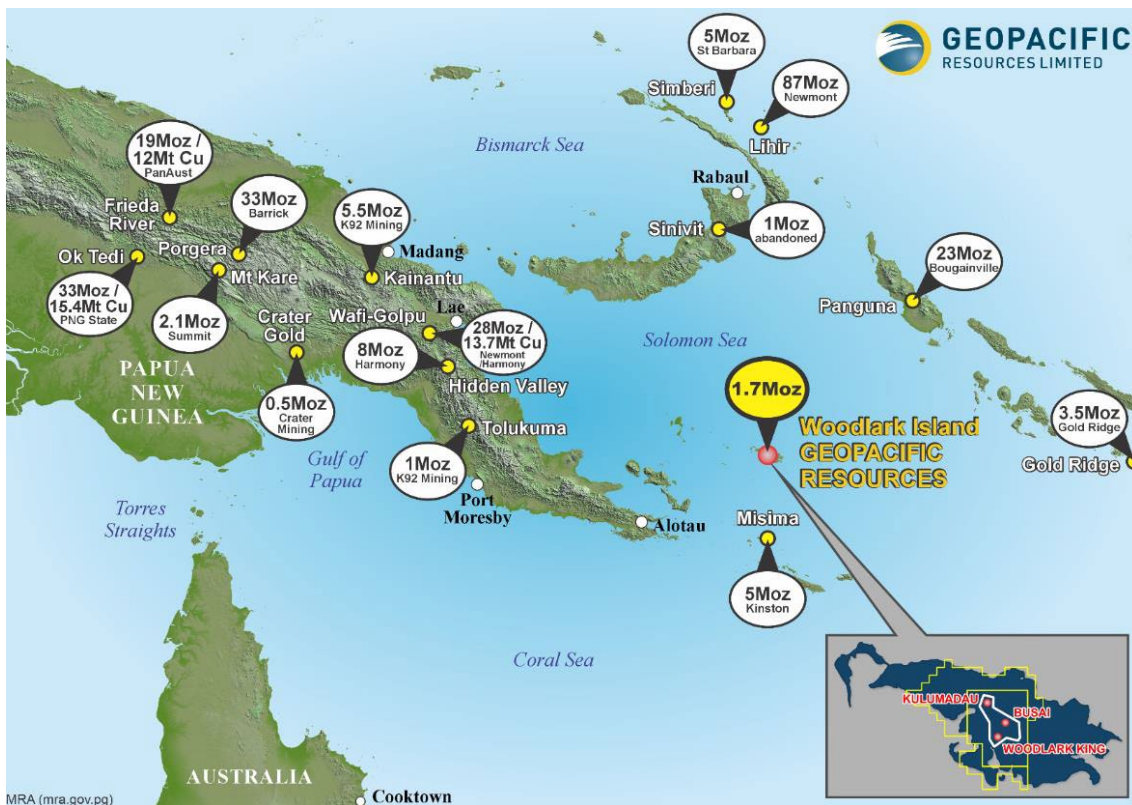 GEOPACIFIC
RESOURCES LIMITED
5Moz
St Barbara
Simberi
87Moz
Newmont
Lihir
Bismarck Sea
19Moz /
12Mt Cu
PanAust
Frieda
River
33Moz
Barrick
Porgera
5.5Moz
K92 Mining
Madang
Kainantu
Rabaul
Sinivit
1Moz
abandoned
Ok Tedi
33Moz /
15.4Mt Cu
PNG State
Mt Kare
2.1Moz
Summit
23Moz
Bougainville
Panguna
Crater
Gold
0.5Moz
Crater
Mining
Lae
Wafi-Golpu
28Moz /
13.7Mt Cu
Newmont
/Harmony
8Moz
Harmony
Hidden Valley
Solomon Sea
PAPUA
NEW
GUINEA
1.7Moz
Woodlark Island
GEOPACIFIC
RESOURCES
3.5Moz
Gold Ridge
Gold Ridge
Tolukuma
1Moz
K92 Mining
Gulf of
Papua
Port
Moresby
Torres
Straights
Alotau
Misima
5Moz
Kinston
Coral Sea
KULUMADAU
BUSAI
WOODLARK KING
AUSTRALIA
Cooktown
MRA (mra.gov.pg)